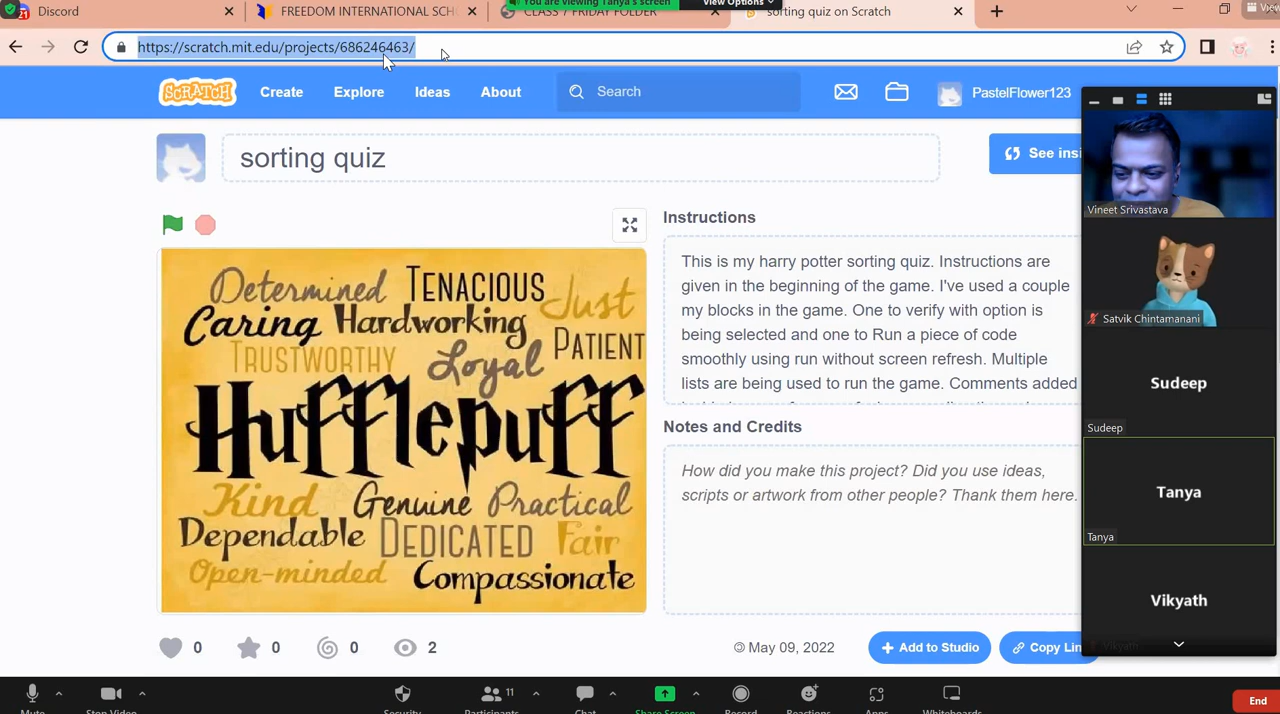 You are viewing Tanya's screen
View Options
View
21
Discord
FREEDOM INTERNATIONAL SCH
CLASS 7 FRIDAY FOLDER
sorting quiz on Scratch
https://scratch.mit.edu/projects/686246463/
SCRATCH
Create
Explore
Ideas
About
Search
PastelFlower123
sorting quiz
See insi
Vineet Srivastava
Instructions
This is my harry potter sorting quiz. Instructions are
given in the beginning of the game. I've used a couple
my blocks in the game. One to verify with option is
being selected and one to Run a piece of code
smoothly using run without screen refresh. Multiple
lists are being used to run the game. Comments added
Determined TENACIOUS Just
Caring Hardworking PATIENT
TRUSTWORTHY Loyal
Hufflepuff
Kind Genuine Practical
Dependable DEDICATED Fair
Open-minded Compassionate
Satvik Chintamanani
Sudeep
Sudeep
Notes and Credits
How did you make this project? Did you use ideas,
scripts or artwork from other people? Thank them here.
Tanya
Tanya
Vikyath
Vikyath
0
0
0
2
May 09, 2022
Add to Studio
Copy Lin
Mute
Stop Video
Security
Participants
11
Chat
Share Screen
Record
Reactions
Apps
Whiteboards
End